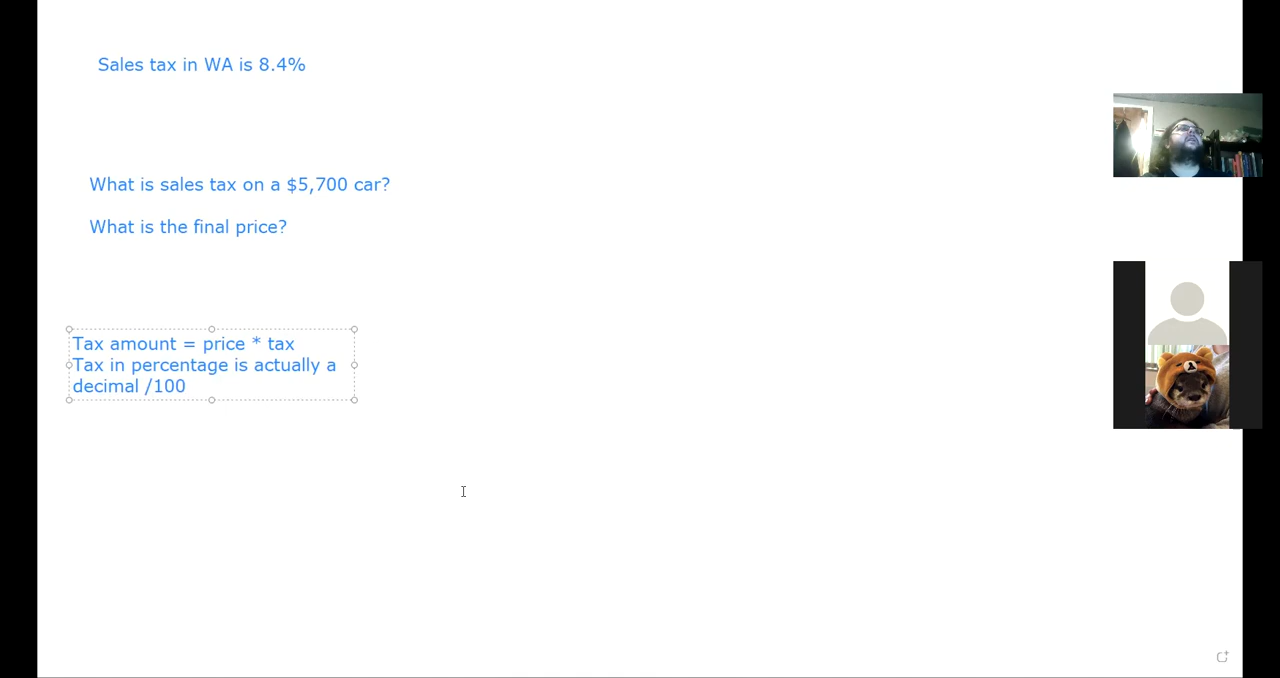 Sales tax in WA is 8.4%
What is sales tax on a $5,700 car?
What is the final price?
Tax amount = price * tax
Tax in percentage is actually a
decimal /100